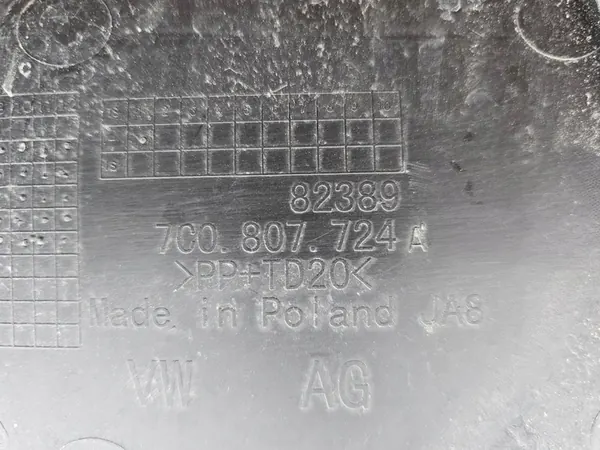 82389
7C0.807.724 A
>PP+TD20<
Made in Poland JA8
VW AG